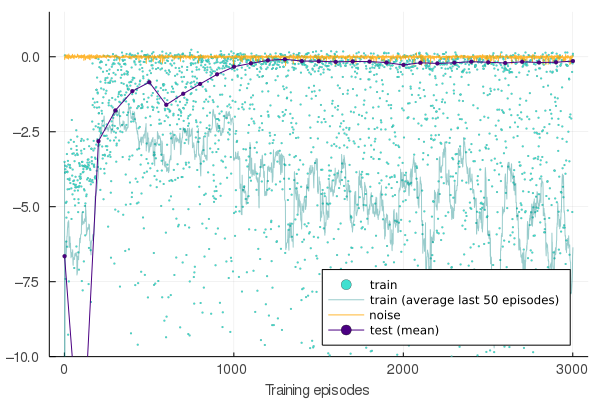 0.0
−2.5
−5.0
−7.5
−10.0
0
1000
2000
3000
Training episodes
train
train (average last 50 episodes)
noise
test (mean)